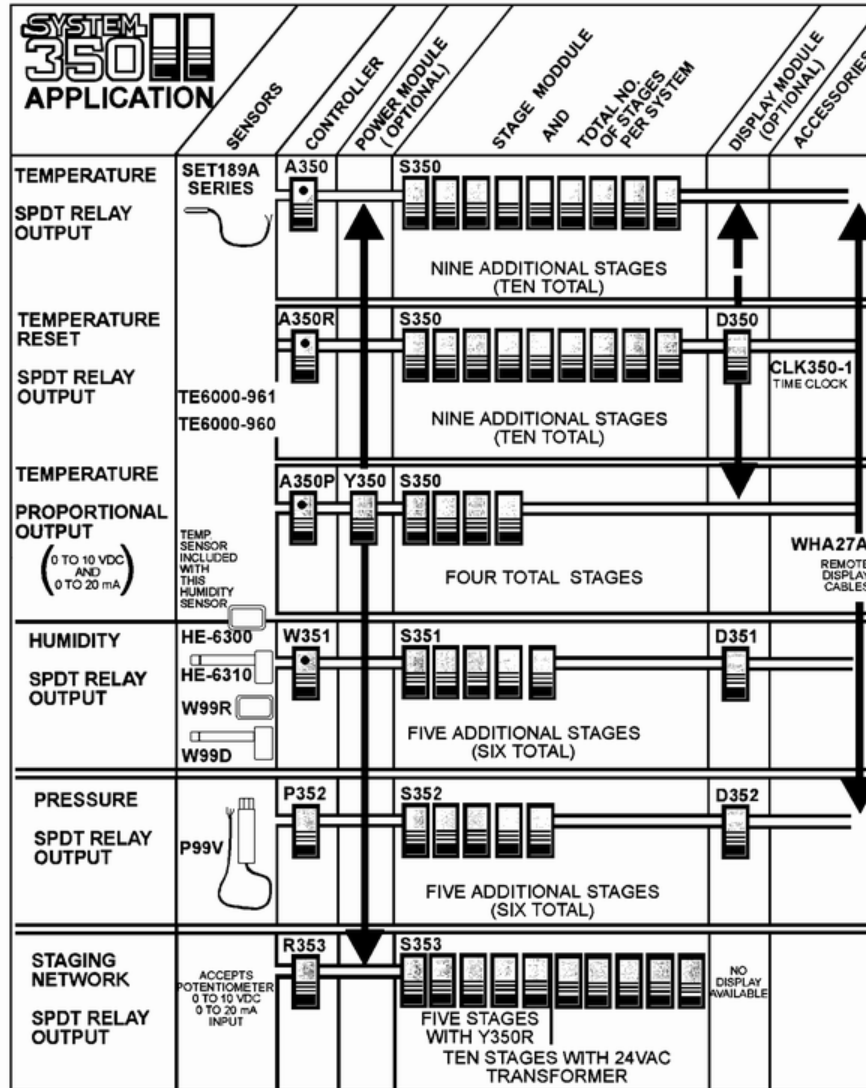 SYSTEM
350
APPLICATION
SENSORS
CONTROLLER
POWER MODULE
(OPTIONAL)
STAGE MODDULE
AND
TOTAL NO.
OF STAGES
PER SYSTEM
DISPLAY MODULE
(OPTIONAL)
ACCESSORIES
TEMPERATURE
SPDT RELAY
OUTPUT
SET189A
SERIES
A350
S350
NINE ADDITIONAL STAGES
(TEN TOTAL)
TEMPERATURE
RESET
SPDT RELAY
OUTPUT
TE6000-961
TE6000-960
A350R
S350
NINE ADDITIONAL STAGES
(TEN TOTAL)
D350
CLK350-1
TIME CLOCK
TEMPERATURE
PROPORTIONAL
OUTPUT
(0 TO 10 VDC
AND
0 TO 20 mA)
TEMP.
SENSOR
INCLUDED
WITH
THIS
HUMIDITY
SENSOR
A350P
Y350
S350
FOUR TOTAL STAGES
WHA27A
REMOTE
DISPLAY
CABLES
HUMIDITY
SPDT RELAY
OUTPUT
HE-6300
HE-6310
W99R
W99D
W351
S351
FIVE ADDITIONAL STAGES
(SIX TOTAL)
D351
PRESSURE
SPDT RELAY
OUTPUT
P99V
P352
S352
FIVE ADDITIONAL STAGES
(SIX TOTAL)
D352
STAGING
NETWORK
SPDT RELAY
OUTPUT
ACCEPTS
POTENTIOMETER
0 TO 10 VDC
0 TO 20 mA
INPUT
R353
S353
FIVE STAGES
WITH Y350R
TEN STAGES WITH 24VAC
TRANSFORMER
NO
DISPLAY
AVAILABLE